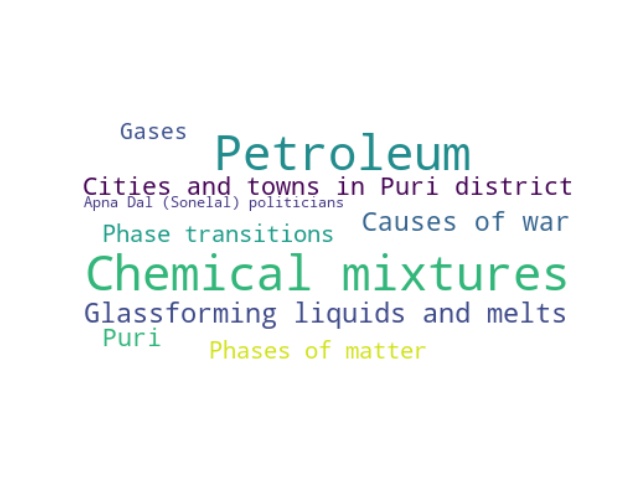 Gases
Petroleum
Cities and towns in Puri district
Apna Dal (Sonelal) politicians
Causes of war
Phase transitions
Chemical mixtures
Glassforming liquids and melts
Puri
Phases of matter